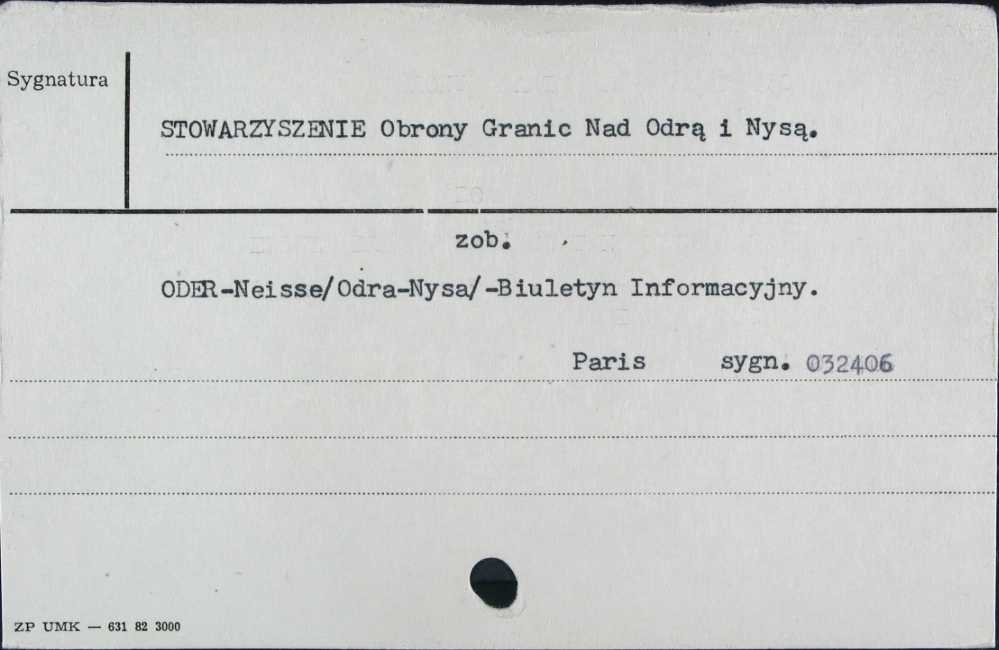 Sygnatura
STOWARZYSZENIE Obrony Granic Nad Odrą i Nysą.
zob.
ODER-Neisse/Odra-Nysa/-Biuletyn Informacyjny.
Paris sygn. 032406
ZP UMK — 631 82 3000